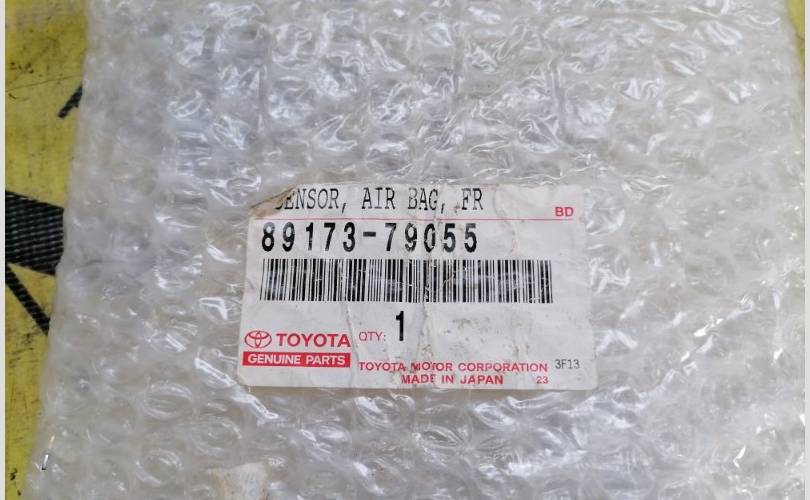 SENSOR, AIR BAG, FR
BD
89173-79055
QTY: 1
TOYOTA
GENUINE PARTS
TOYOTA MOTOR CORPORATION 3F13
MADE IN JAPAN 23